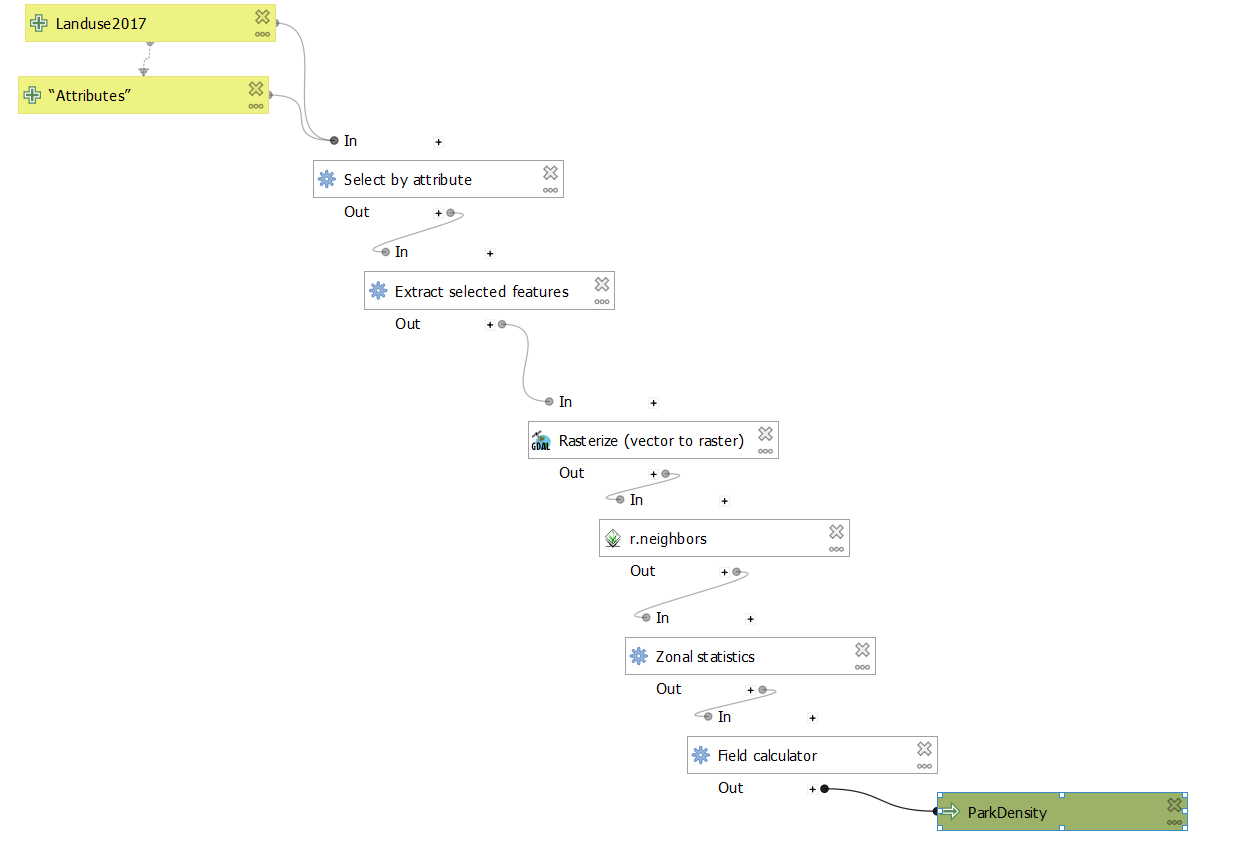 Landuse2017
“Attributes”
In +
Select by attribute
Out +
In +
Extract selected features
Out +
In +
GDAL Rasterize (vector to raster)
Out +
In +
r.neighbors
Out +
In +
Zonal statistics
Out +
In +
Field calculator
Out +
ParkDensity